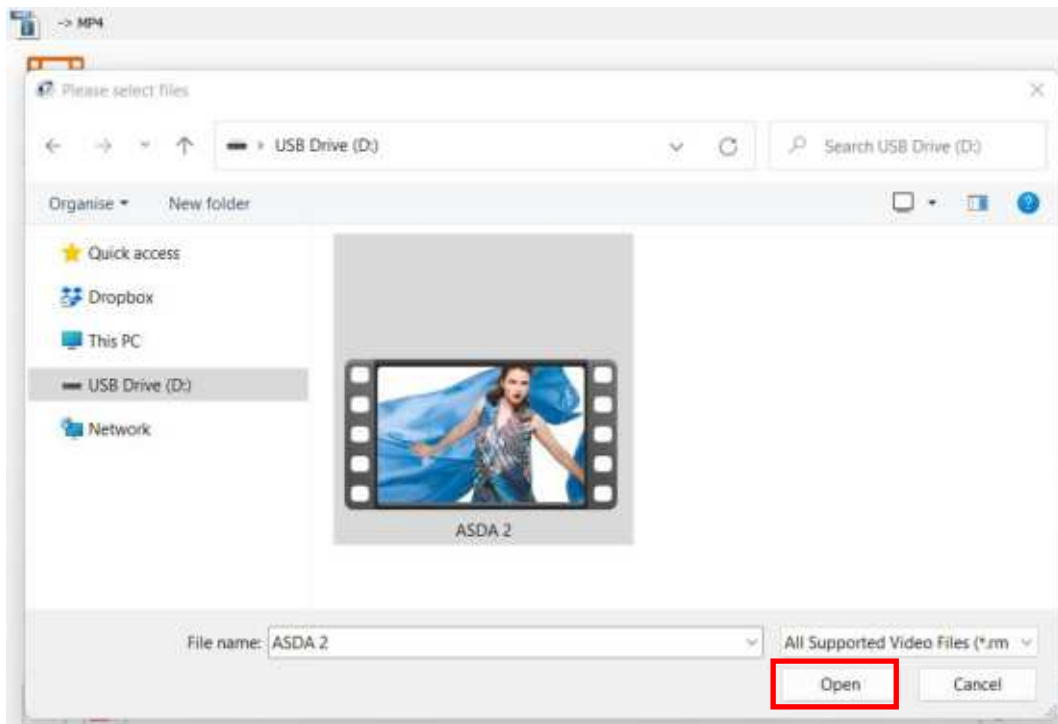 -> MP4
Please select files
USB Drive (D:)
Search USB Drive (D:)
Organise
New folder
Quick access
Dropbox
This PC
USB Drive (D:)
Network
ASDA 2
File name: ASDA 2
All Supported Video Files (*.rm
Open
Cancel